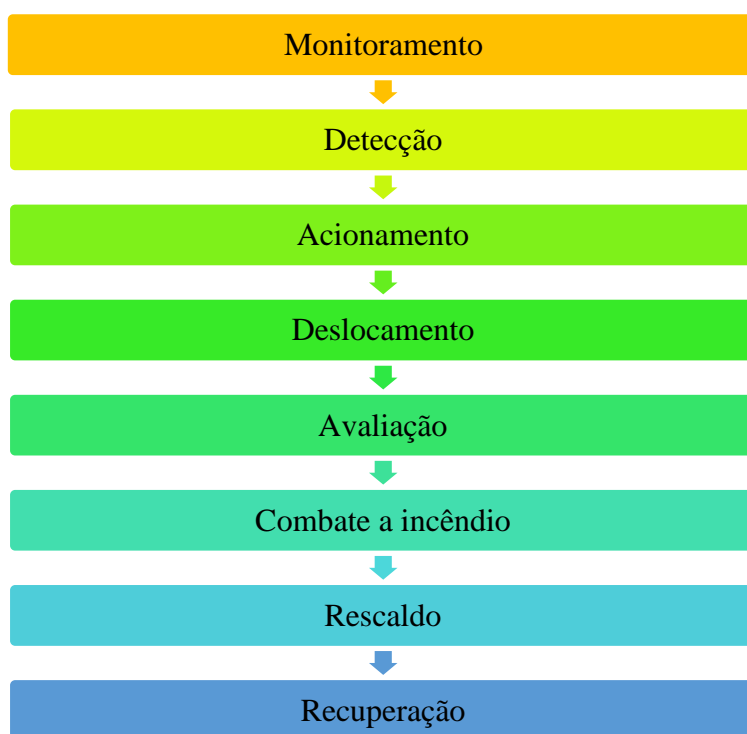 Monitoramento
Detecção
Acionamento
Deslocamento
Avaliação
Combate a incêndio
Rescaldo
Recuperação